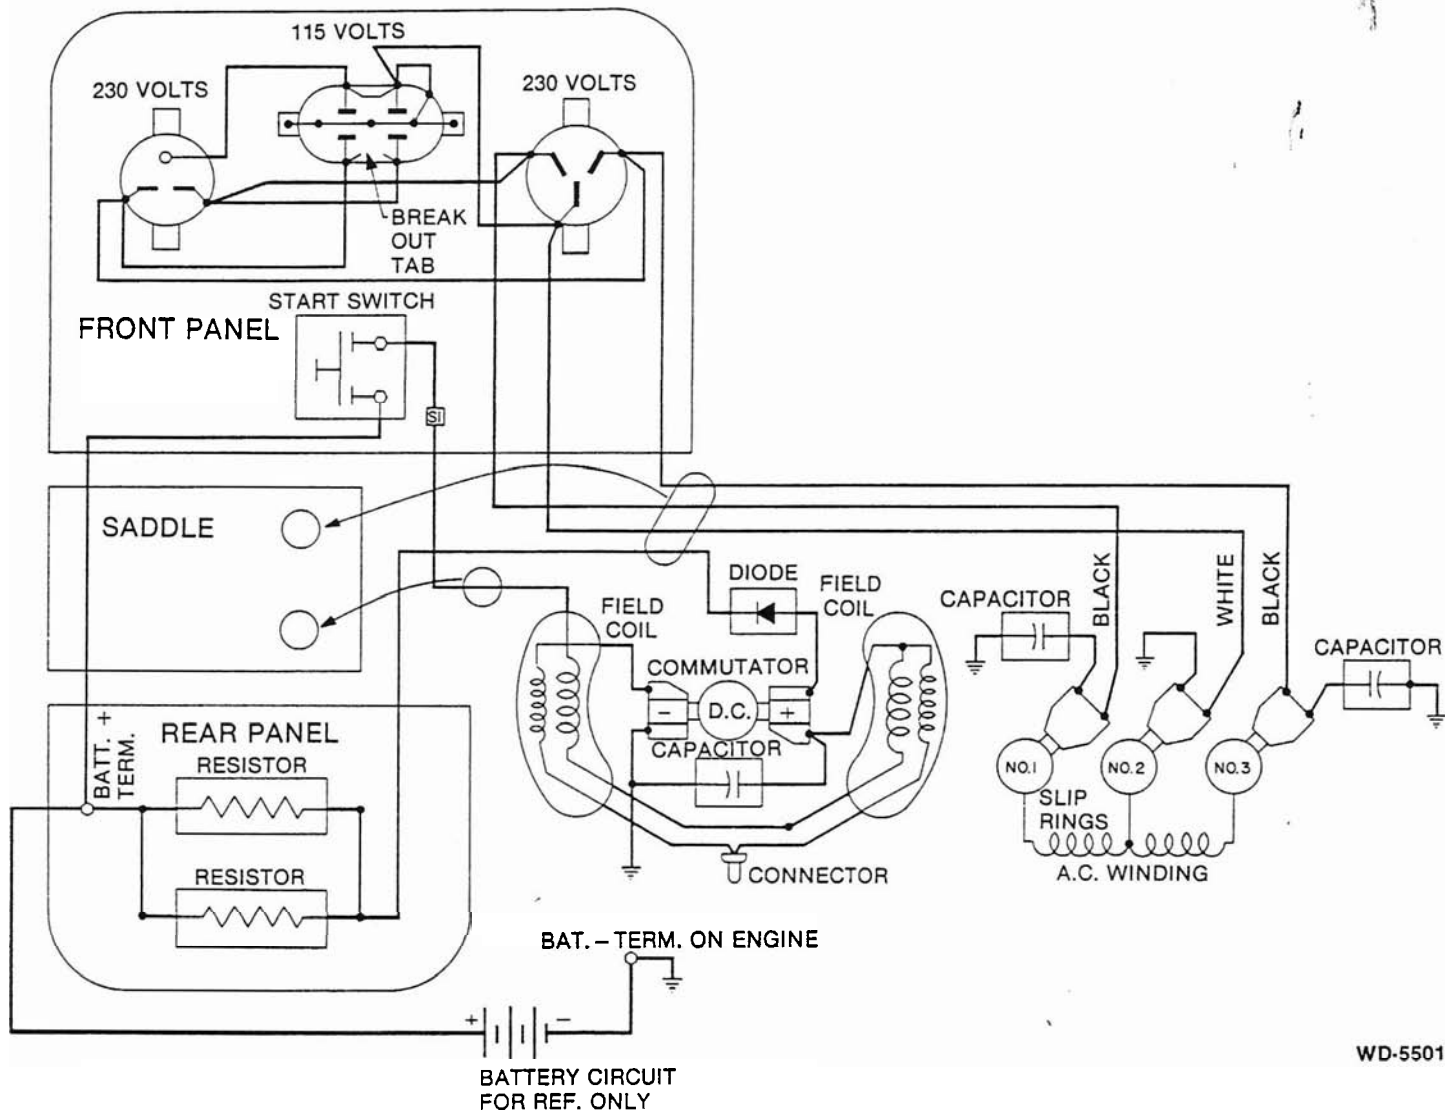 115 VOLTS
230 VOLTS
230 VOLTS
BREAK
OUT
TAB
START SWITCH
FRONT PANEL
SI
SADDLE
DIODE
FIELD
COIL
FIELD
COIL
CAPACITOR
BLACK
WHITE
BLACK
CAPACITOR
COMMUTATOR
–
D.C.
+
CAPACITOR
NO.1
NO.2
NO.3
SLIP
RINGS
A.C. WINDING
CONNECTOR
BATT. +
TERM.
REAR PANEL
RESISTOR
RESISTOR
BAT. – TERM. ON ENGINE
+
–
BATTERY CIRCUIT
FOR REF. ONLY
WD-5501